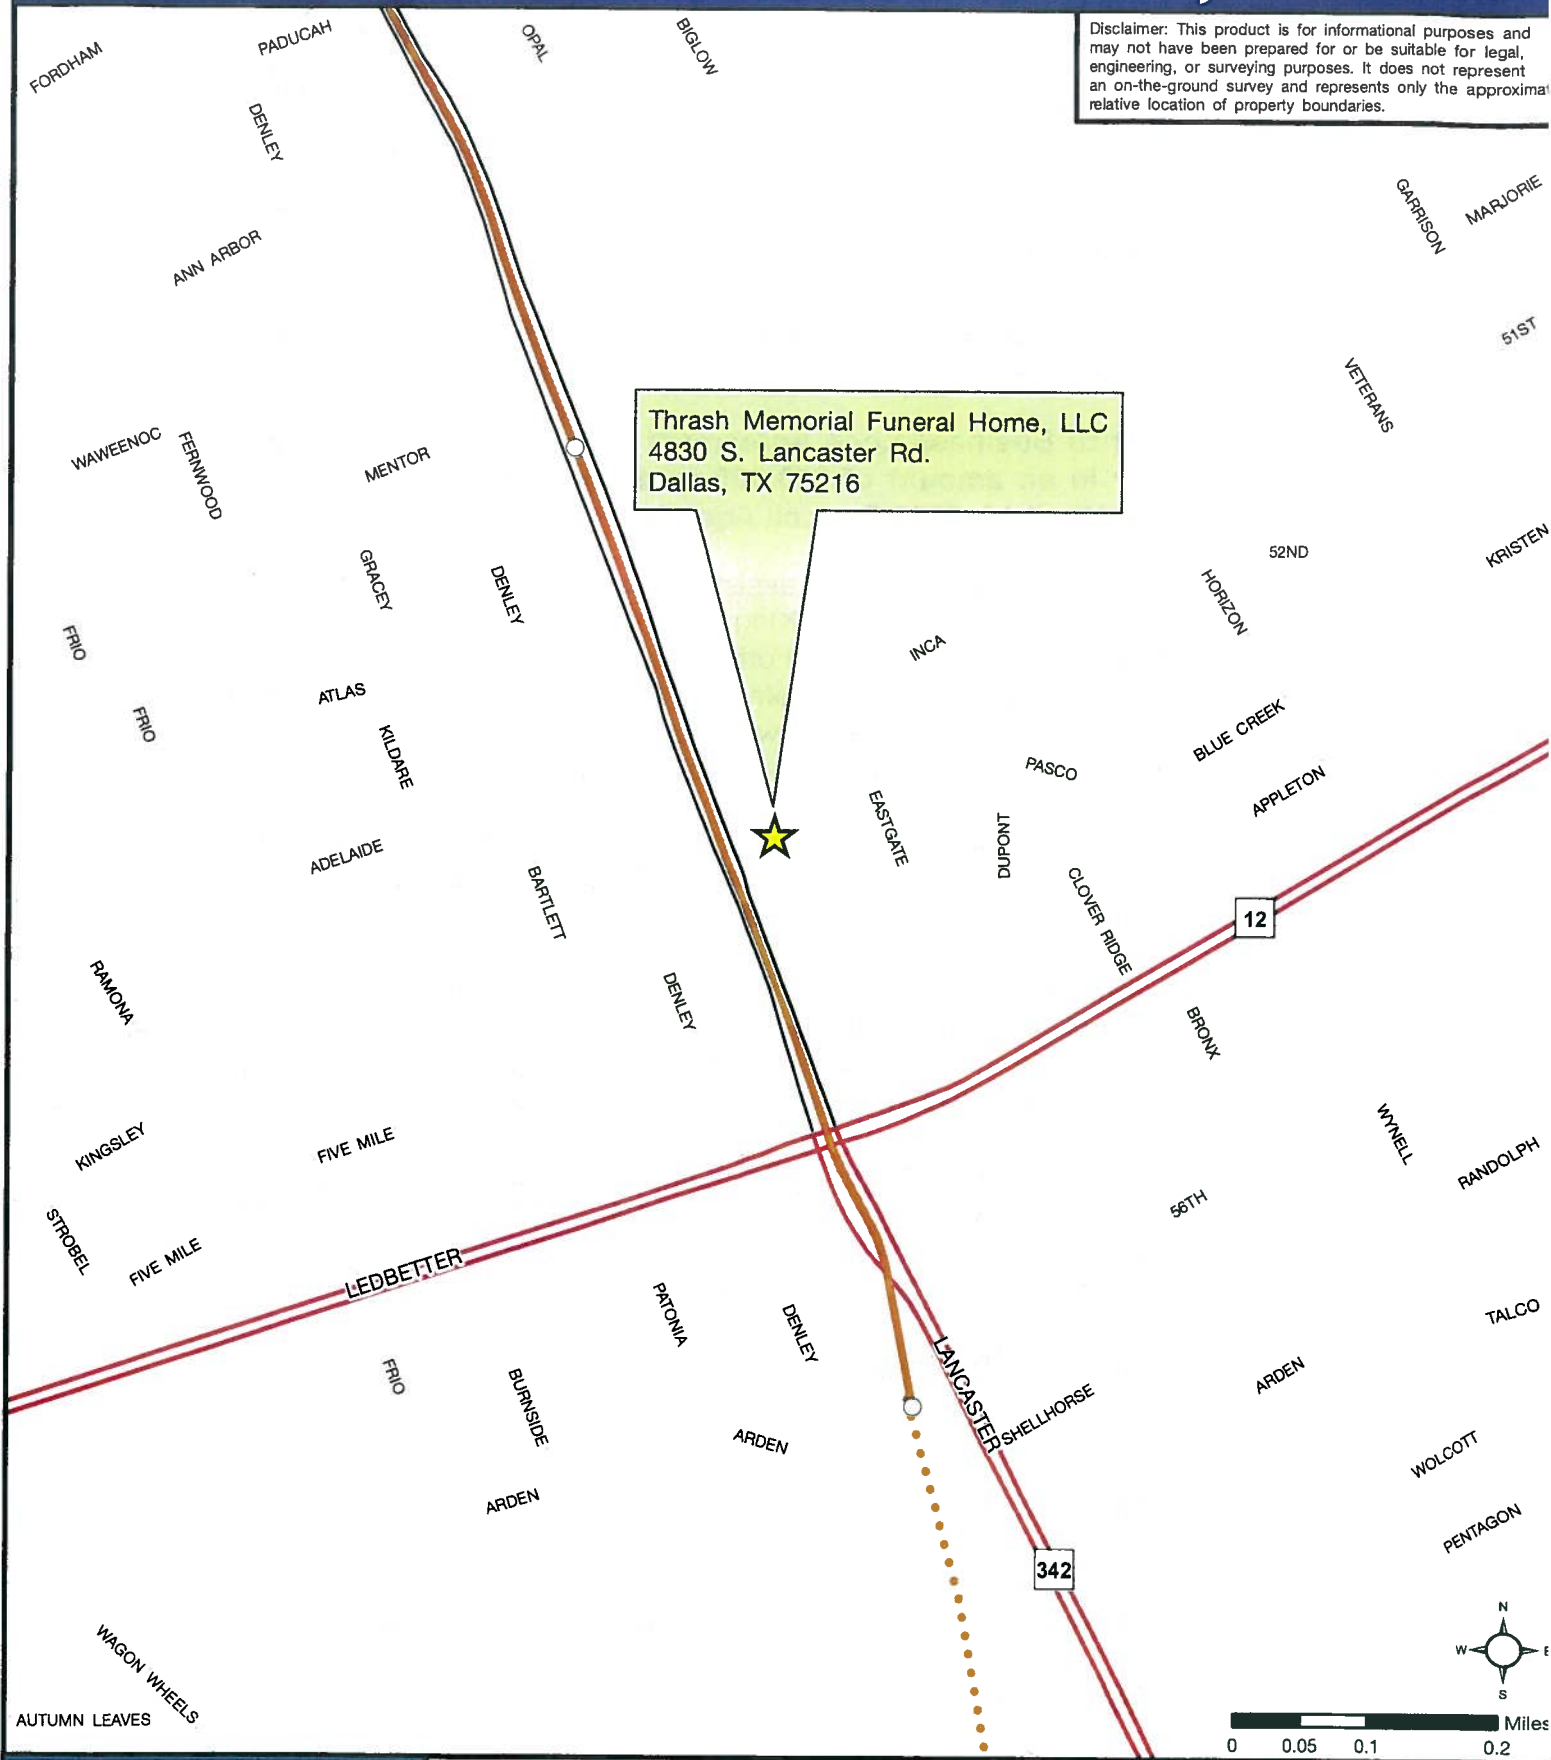 Disclaimer: This product is for informational purposes and
may not have been prepared for or be suitable for legal,
engineering, or surveying purposes. It does not represent
an on-the-ground survey and represents only the
relative location of property boundaries.
FORDHAM
PADUCAH
OPAL
BIGLOW
DENLEY
GARRISON
MARJORIE
ANN ARBOR
51ST
VETERANS
Thrash Memorial Funeral Home, LLC
4830 S. Lancaster Rd.
Dallas, TX 75216
WAWEENOC
FERNWOOD
MENTOR
52ND
KRISTEN
GRACEY
DENLEY
HORIZON
FRIO
INCA
ATLAS
FRIO
KILDARE
BLUE CREEK
PASCO
APPLETON
EASTGATE
DUPONT
ADELAIDE
BARTLETT
CLOVER RIDGE
12
RAMONA
DENLEY
BRONX
KINGSLEY
FIVE MILE
WYNELL
RANDOLPH
56TH
STROBEL
FIVE MILE
LEDBETTER
PATONIA
DENLEY
TALCO
FRIO
BURNSIDE
LANCASTER
SHELLHORSE
ARDEN
ARDEN
WOLCOTT
ARDEN
PENTAGON
342
WAGON WHEELS
AUTUMN LEAVES
N
W
E
S
Miles
0 0.05 0.1 0.2